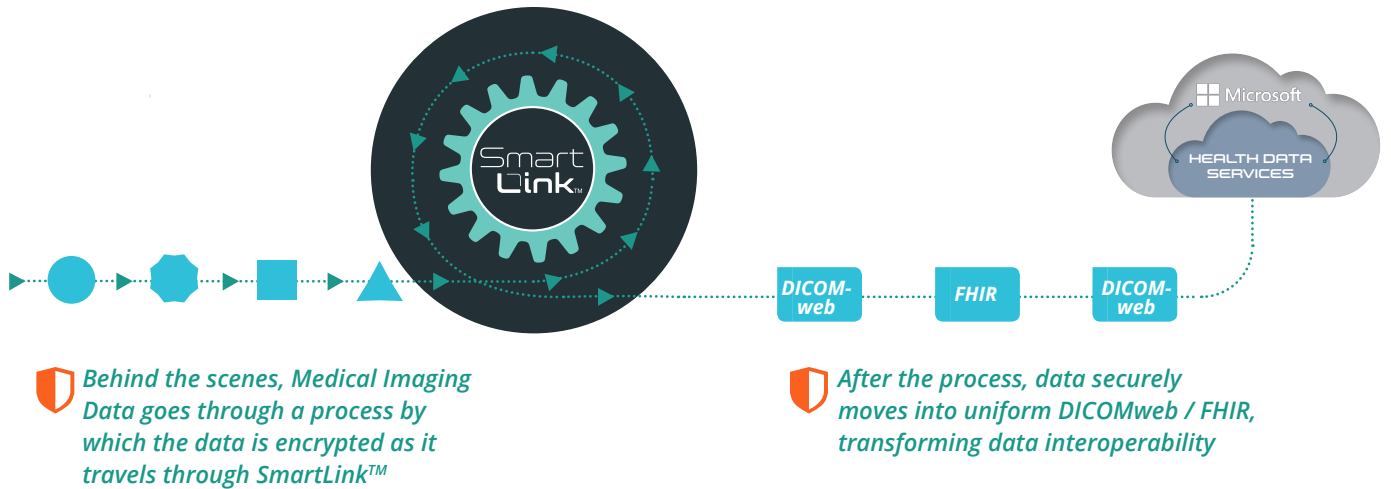 Smart
Link™
Microsoft
HEALTH DATA
SERVICES
DICOM-
web
FHIR
DICOM-
web
Behind the scenes, Medical Imaging
Data goes through a process by
which the data is encrypted as it
travels through SmartLink™
After the process, data securely
moves into uniform DICOMweb / FHIR,
transforming data interoperability